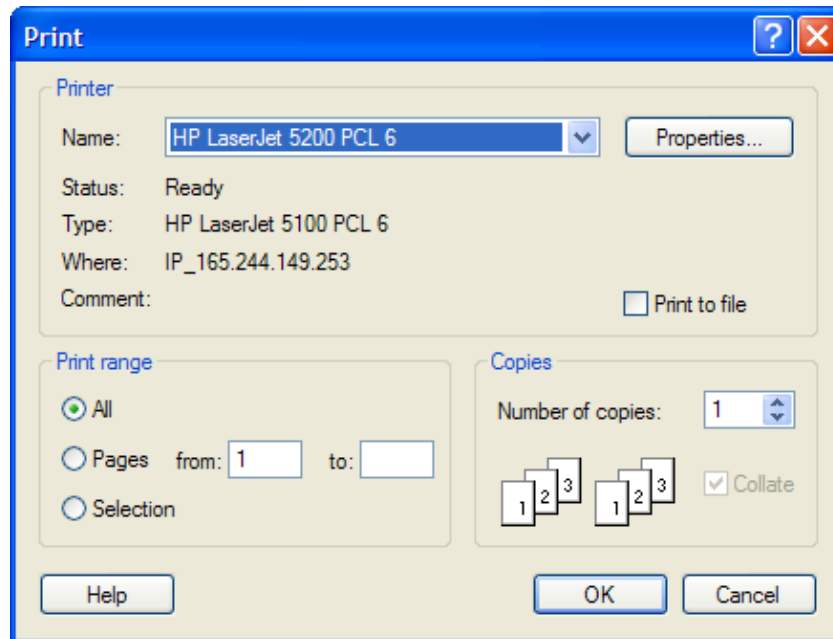 Print
Printer
Name: HP LaserJet 5200 PCL 6 Properties...
Status: Ready
Type: HP LaserJet 5100 PCL 6
Where: IP_165.244.149.253
Comment: Print to file
Print range
All
Pages from: 1 to:
Selection
Copies
Number of copies: 1
1 2 3 1 2 3 Collate
Help OK Cancel